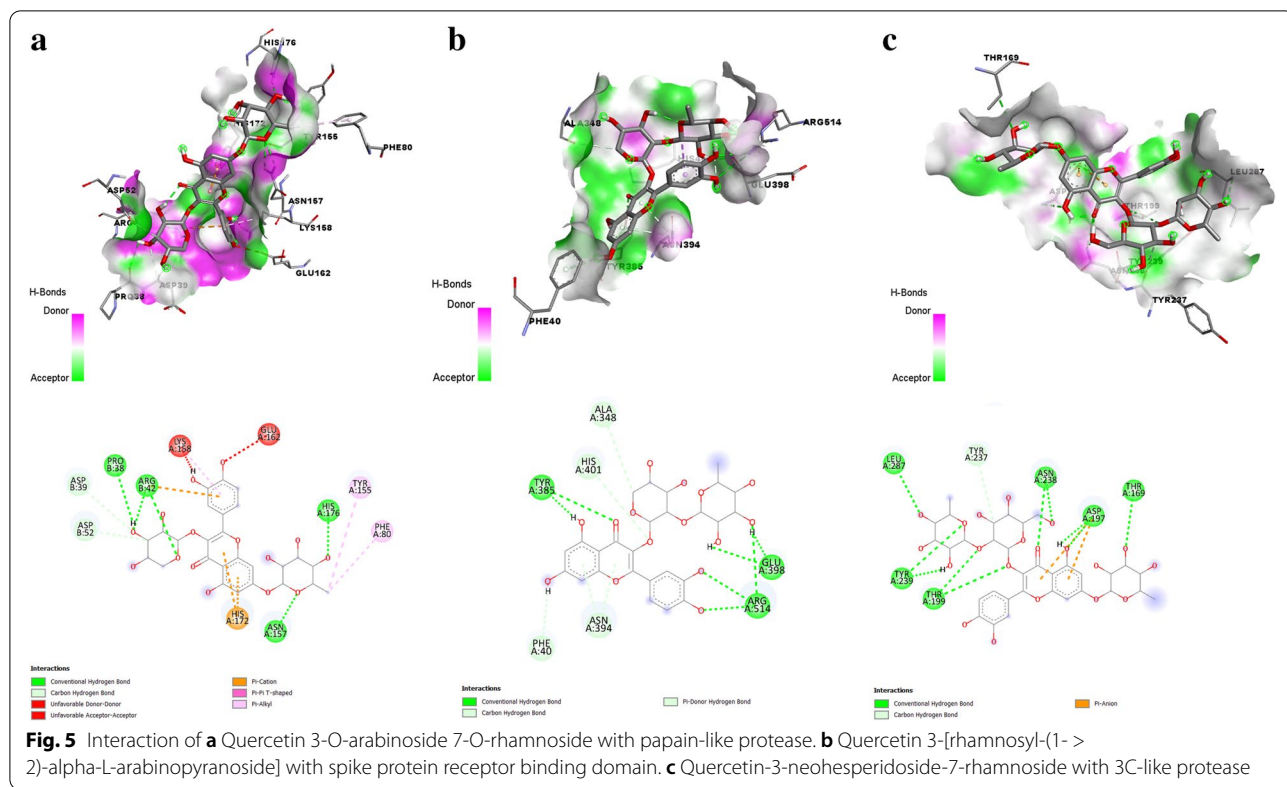 a
HIS176
TYR155
PHE80
ASP52
ASN157
LYS158
GLU162
PRO38
ASP39
H-Bonds
Donor
Acceptor
b
ALA348
ARG514
GLU398
ASN394
TYR385
PHE40
H-Bonds
Donor
Acceptor
c
THR169
LEU287
THR199
TYR239
TYR237
H-Bonds
Donor
Acceptor
LYS
A:158
GLU
A:162
PRO
B:38
ARG
B:42
ASP
B:39
ASP
B:52
HIS
A:176
TYR
A:155
PHE
A:80
HIS
A:172
ASN
A:157
H
H
Interactions
Conventional Hydrogen Bond
Carbon Hydrogen Bond
Unfavorable Donor-Donor
Unfavorable Acceptor-Acceptor
Pi-Cation
Pi-Pi T-shaped
Pi-Alkyl
ALA
A:348
HIS
A:401
TYR
A:385
GLU
A:398
ARG
A:514
ASN
A:394
PHE
A:40
H
H
H
H
Interactions
Conventional Hydrogen Bond
Carbon Hydrogen Bond
Pi-Donor Hydrogen Bond
TYR
A:237
LEU
A:287
ASN
A:238
THR
A:169
ASP
A:197
TYR
A:239
THR
A:199
H
H
Interactions
Conventional Hydrogen Bond
Carbon Hydrogen Bond
Pi-Anion
Fig. 5 Interaction of a Quercetin 3-O-arabinoside 7-O-rhamnoside with papain-like protease. b Quercetin 3-[rhamnosyl-(1- >
2)-alpha-L-arabinopyranoside] with spike protein receptor binding domain. c Quercetin-3-neohesperidoside-7-rhamnoside with 3C-like protease